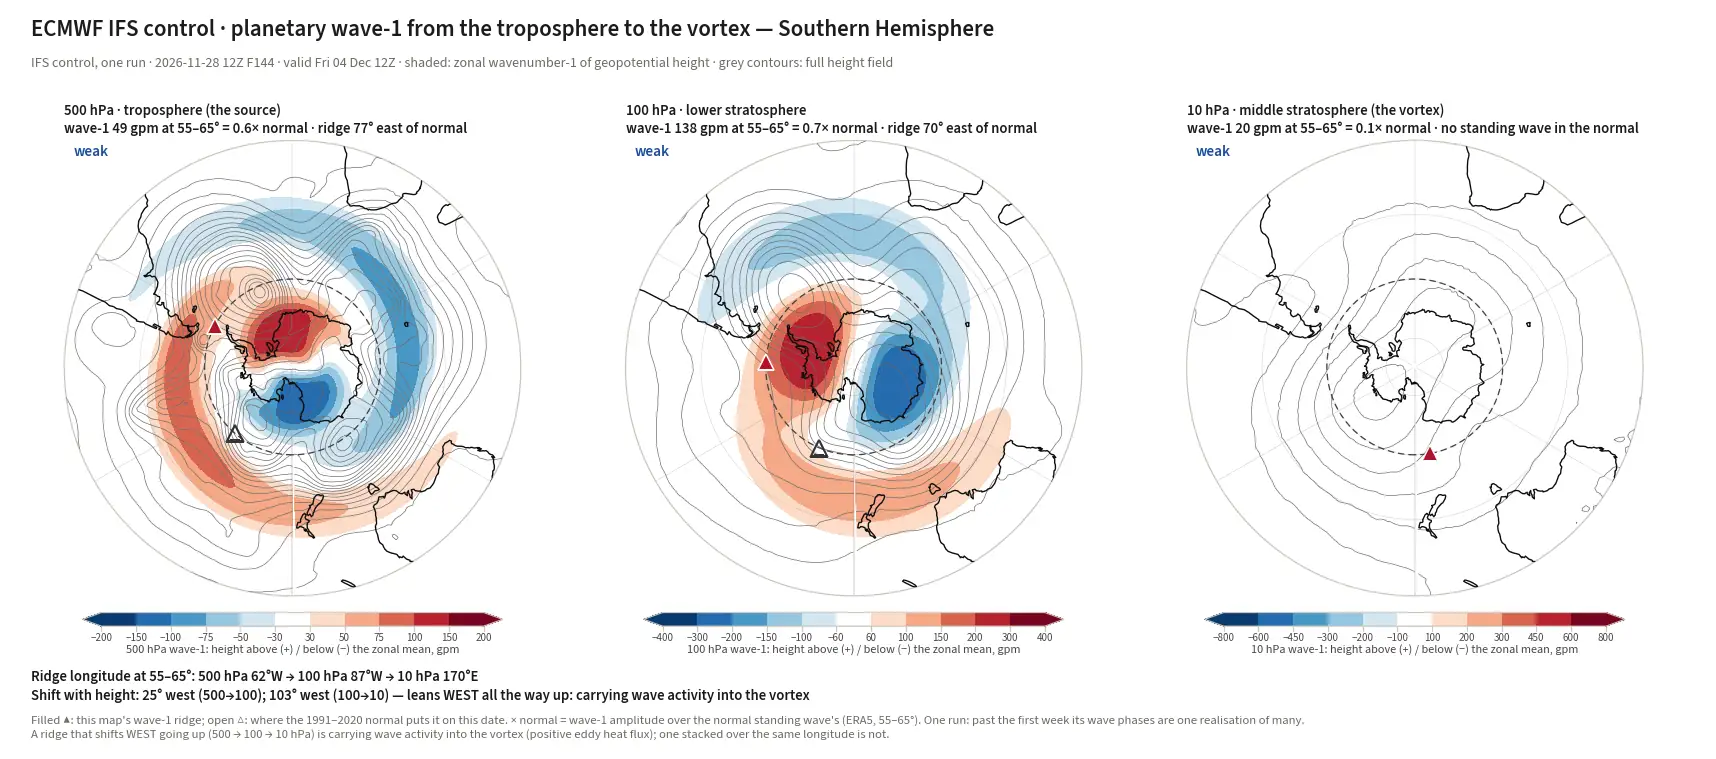 ECMWF IFS control · planetary wave-1 from the troposphere to the vortex — Southern Hemisphere
IFS control, one run · 2026-11-28 12Z F144 · valid Fri 04 Dec 12Z · shaded: zonal wavenumber-1 of geopotential height · grey contours: full height field
500 hPa · troposphere (the source)
wave-1 49 gpm at 55–65° = 0.6× normal · ridge 77° east of normal
weak
100 hPa · lower stratosphere
wave-1 138 gpm at 55–65° = 0.7× normal · ridge 70° east of normal
weak
10 hPa · middle stratosphere (the vortex)
wave-1 20 gpm at 55–65° = 0.1× normal · no standing wave in the normal
weak
−200 −150 −100 −75 −50 −30 30 50 75 100 150 200
500 hPa wave-1: height above (+) / below (−) the zonal mean, gpm
−400 −300 −200 −150 −100 −60 60 100 150 200 300 400
100 hPa wave-1: height above (+) / below (−) the zonal mean, gpm
−800 −600 −450 −300 −200 −100 100 200 300 450 600 800
10 hPa wave-1: height above (+) / below (−) the zonal mean, gpm
Ridge longitude at 55–65°: 500 hPa 62°W → 100 hPa 87°W → 10 hPa 170°E
Shift with height: 25° west (500→100); 103° west (100→10) — leans WEST all the way up: carrying wave activity into the vortex
Filled ▲: this map's wave-1 ridge; open △: where the 1991–2020 normal puts it on this date. × normal = wave-1 amplitude over the normal standing wave's (ERA5, 55–65°). One run: past the first week its wave phases are one realisation of many.
A ridge that shifts WEST going up (500 → 100 → 10 hPa) is carrying wave activity into the vortex (positive eddy heat flux); one stacked over the same longitude is not.